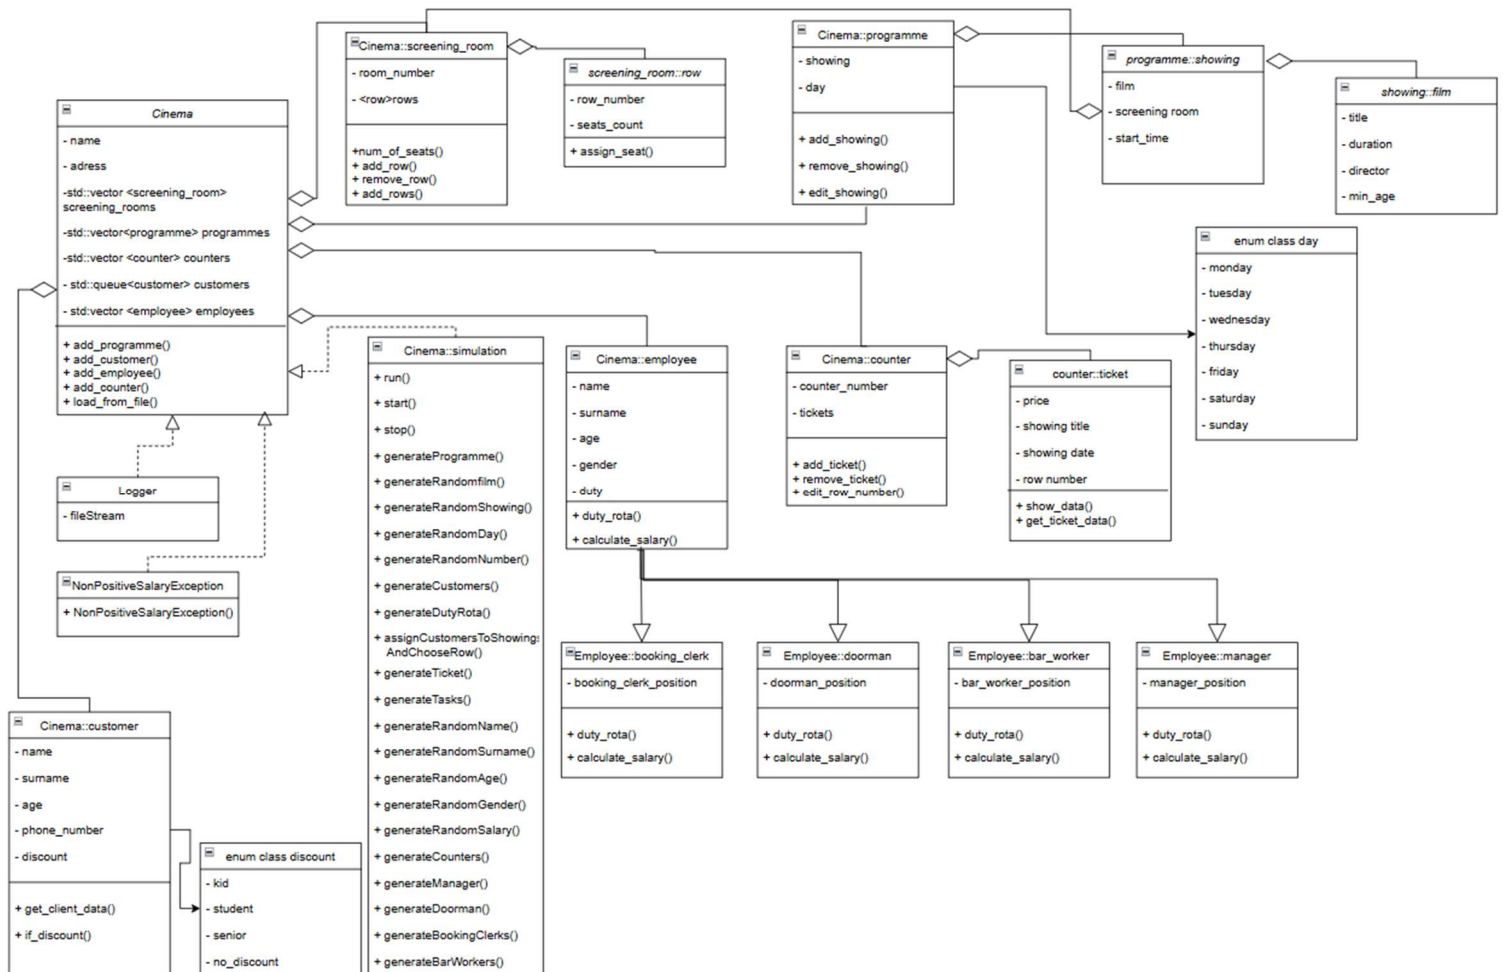 Cinema::screening_room
- room_number
- <row>rows
+num_of_seats()
+ add_row()
+ remove_row()
+ add_rows()
screening_room::row
- row_number
- seats_count
+ assign_seat()
Cinema::programme
- showing
- day
+ add_showing()
+ remove_showing()
+ edit_showing()
programme::showing
- film
- screening room
- start_time
showing::film
- title
- duration
- director
- min_age
Cinema
- name
- adress
-std::vector <screening_room>
screening_rooms
-std::vector<programme> programmes
-std::vector <counter> counters
- std::queue<customer> customers
- std:vector <employee> employees
+ add_programme()
+ add_customer()
+ add_employee()
+ add_counter()
+ load_from_file()
enum class day
- monday
- tuesday
- wednesday
- thursday
- friday
- saturday
- sunday
Cinema::simulation
+ run()
+ start()
+ stop()
+ generateProgramme()
+ generateRandomfilm()
+ generateRandomShowing()
+ generateRandomDay()
+ generateRandomNumber()
+ generateCustomers()
+ generateDutyRota()
+ assignCustomersToShowings
AndChooseRow()
+ generateTicket()
+ generateTasks()
+ generateRandomName()
+ generateRandomSurname()
+ generateRandomAge()
+ generateRandomGender()
+ generateRandomSalary()
+ generateCounters()
+ generateManager()
+ generateDoorman()
+ generateBookingClerks()
+ generateBarWorkers()
Cinema::employee
- name
- surname
- age
- gender
- duty
+ duty_rota()
+ calculate_salary()
Cinema::counter
- counter_number
- tickets
+ add_ticket()
+ remove_ticket()
+ edit_row_number()
counter::ticket
- price
- showing title
- showing date
- row number
+ show_data()
+ get_ticket_data()
Logger
- fileStream
NonPositiveSalaryException
+ NonPositiveSalaryException()
Employee::booking_clerk
- booking_clerk_position
+ duty_rota()
+ calculate_salary()
Employee::doorman
- doorman_position
+ duty_rota()
+ calculate_salary()
Employee::bar_worker
- bar_worker_position
+ duty_rota()
+ calculate_salary()
Employee::manager
- manager_position
+ duty_rota()
+ calculate_salary()
Cinema::customer
- name
- surname
- age
- phone_number
- discount
+ get_client_data()
+ if_discount()
enum class discount
- kid
- student
- senior
- no_discount